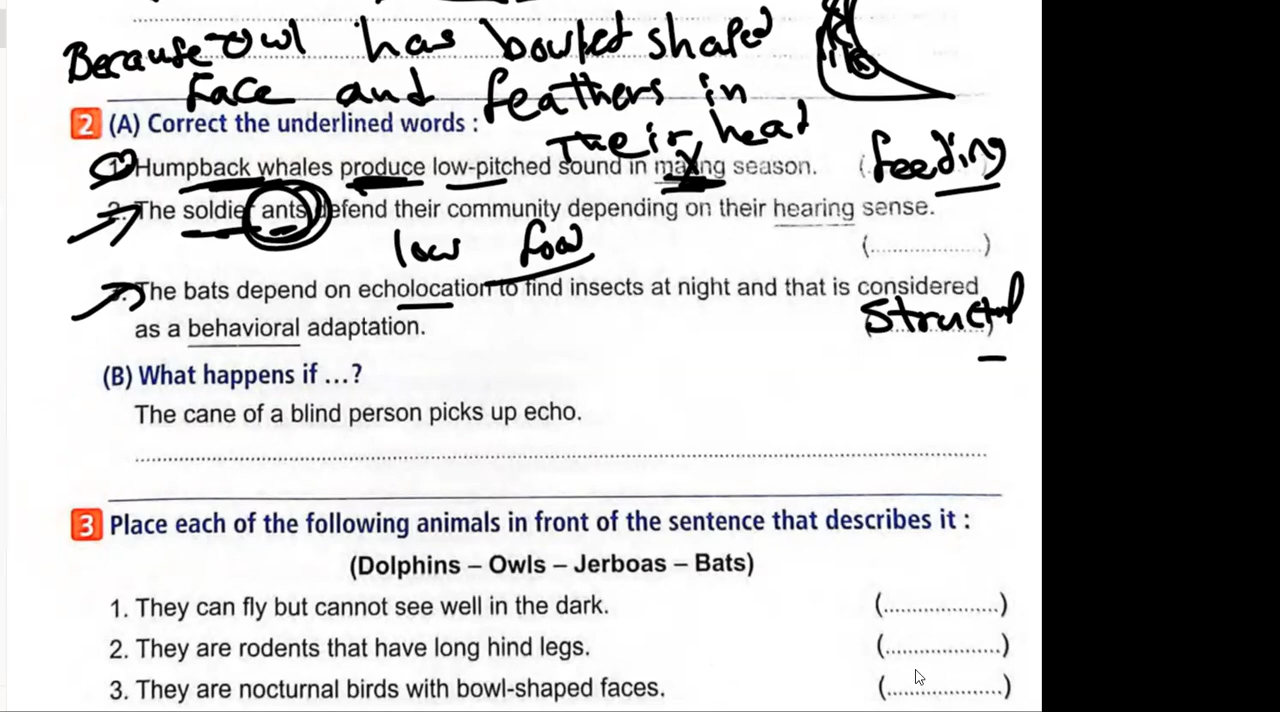 Because owl has bowled shaped
Face and feathers in
Their head
2 (A) Correct the underlined words :
1. Humpback whales produce low-pitched sound in mating season. (feeding
2. The soldier ants defend their community depending on their hearing sense.
(....................)
low food
3. The bats depend on echolocation to find insects at night and that is considered
as a behavioral adaptation. Structural
(B) What happens if ...?
The cane of a blind person picks up echo.
3 Place each of the following animals in front of the sentence that describes it :
(Dolphins – Owls – Jerboas – Bats)
1. They can fly but cannot see well in the dark. (....................)
2. They are rodents that have long hind legs. (....................)
3. They are nocturnal birds with bowl-shaped faces. (....................)